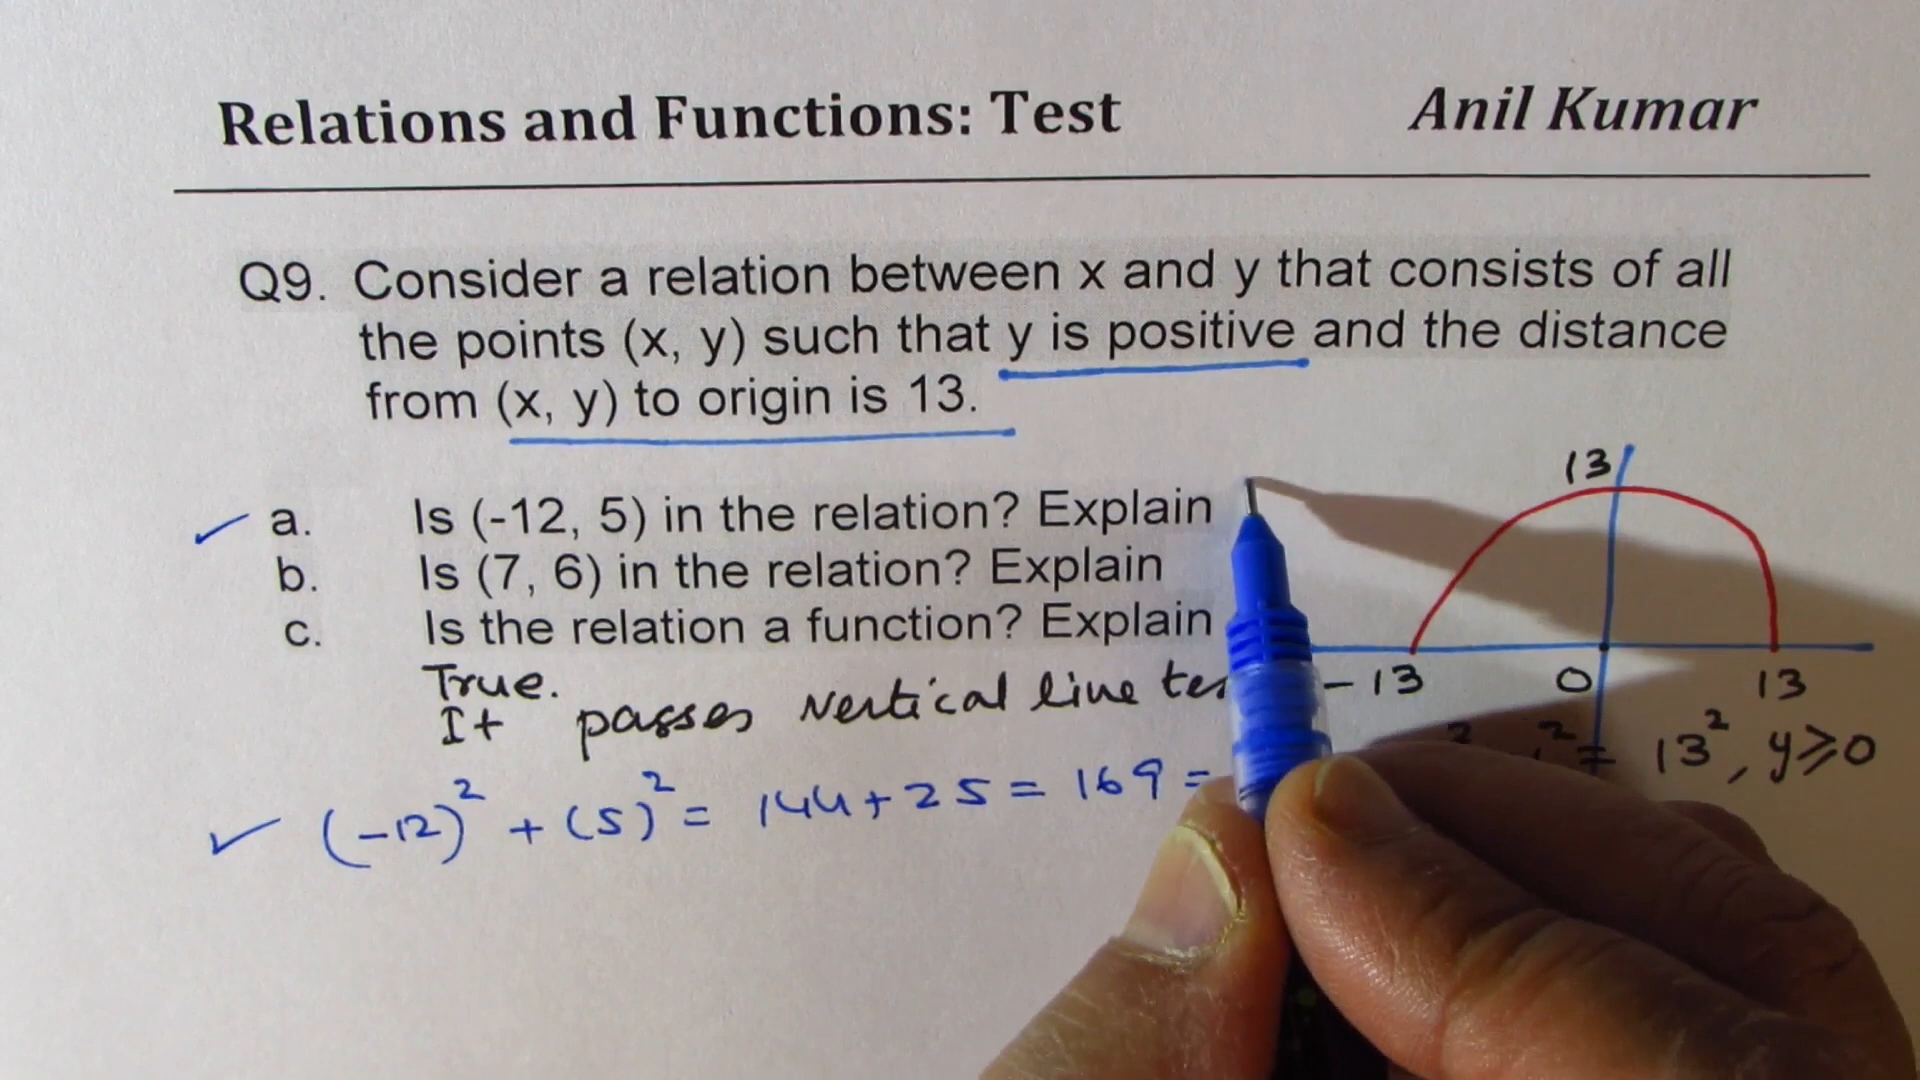 Relations and Functions: Test Anil Kumar
Q9. Consider a relation between x and y that consists of all
the points (x, y) such that y is positive and the distance
from (x, y) to origin is 13.
a. Is (-12, 5) in the relation? Explain
b. Is (7, 6) in the relation? Explain
c. Is the relation a function? Explain
True.
It passes vertical line
(-12)² + (5)² = 144 + 25 = 169 =
13
-13 0 13
² ² = 13², y ≥ 0